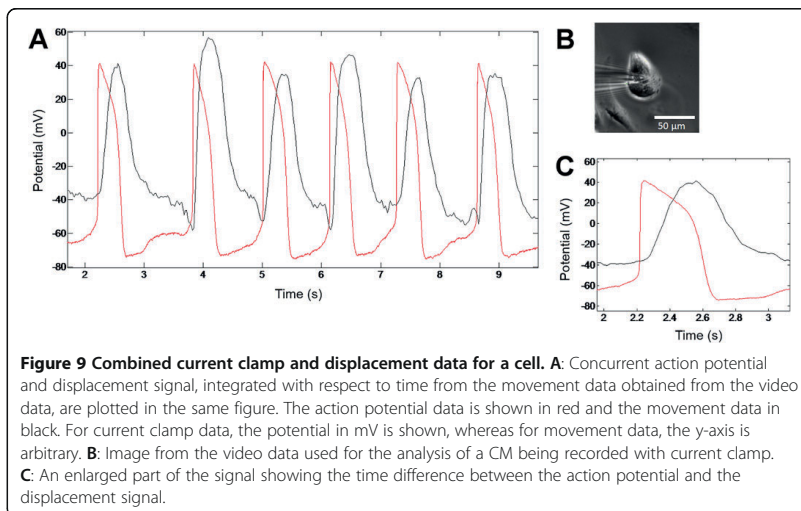 A
60
40
20
0
-20
-40
-60
-80
Potential (mV)
2 3 4 5 6 7 8 9
Time (s)
B
50 µm
C
60
40
20
0
-20
-40
-60
-80
Potential (mV)
2 2.2 2.4 2.6 2.8 3
Time (s)
Figure 9 Combined current clamp and displacement data for a cell. A: Concurrent action potential
and displacement signal, integrated with respect to time from the movement data obtained from the video
data, are plotted in the same figure. The action potential data is shown in red and the movement data in
black. For current clamp data, the potential in mV is shown, whereas for movement data, the y-axis is
arbitrary. B: Image from the video data used for the analysis of a CM being recorded with current clamp.
C: An enlarged part of the signal showing the time difference between the action potential and the
displacement signal.